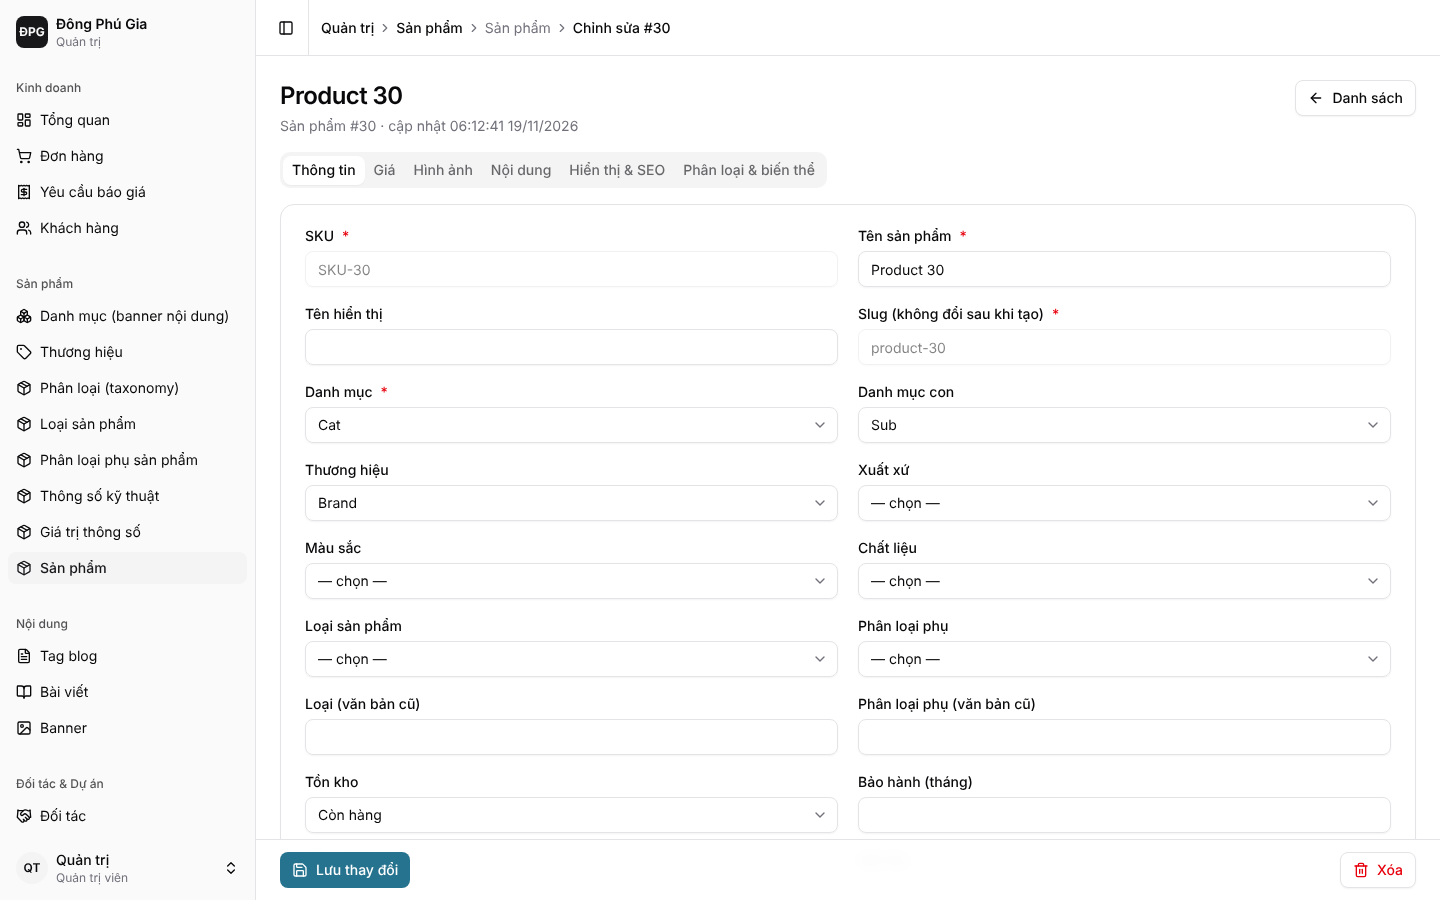 ĐPG
Đông Phú Gia
Quản trị
Kinh doanh
Tổng quan
Đơn hàng
Yêu cầu báo giá
Khách hàng
Sản phẩm
Danh mục (banner nội dung)
Thương hiệu
Phân loại (taxonomy)
Loại sản phẩm
Phân loại phụ sản phẩm
Thông số kỹ thuật
Giá trị thông số
Sản phẩm
Nội dung
Tag blog
Bài viết
Banner
Đối tác & Dự án
Đối tác
QT
Quản trị
Quản trị viên
Quản trị > Sản phẩm > Sản phẩm > Chỉnh sửa #30
Product 30
Danh sách
Sản phẩm #30 · cập nhật 06:12:41 19/11/2026
Thông tin Giá Hình ảnh Nội dung Hiển thị & SEO Phân loại & biến thể
SKU * Tên sản phẩm *
SKU-30 Product 30
Tên hiển thị Slug (không đổi sau khi tạo) *
product-30
Danh mục * Danh mục con
Cat Sub
Thương hiệu Xuất xứ
Brand — chọn —
Màu sắc Chất liệu
— chọn — — chọn —
Loại sản phẩm Phân loại phụ
— chọn — — chọn —
Loại (văn bản cũ) Phân loại phụ (văn bản cũ)
Tồn kho Bảo hành (tháng)
Còn hàng
Lưu thay đổi Xóa